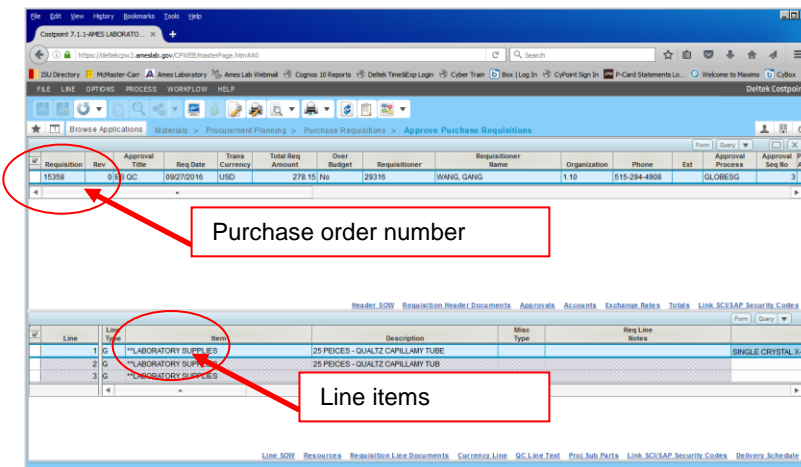 File Edit View History Bookmarks Tools Help
Costpoint 7.1.1-AMES LABORATO... × +
https://deltekcpv2.ameslab.gov/CPWEB/masterPage.htm#A0 Search
ISU Directory McMaster-Carr Ames Laboratory Ames Lab Webmail Cognos 10 Reports Deltek Time&Exp Login Cyber Train Box | Log In CyPoint Sign In P-Card Statements Lo... Welcome to Maximo CyBox
FILE LINE OPTIONS PROCESS WORKFLOW HELP Deltek Costpoin
Browse Applications Materials > Procurement Planning > Purchase Requisitions > Approve Purchase Requisitions
Form Query
Requisition Rev Approval Title Req Date Trans Currency Total Req Amount Over Budget Requisitioner Requisitioner Name Organization Phone Ext Approval Process Approval Seq No
15358 0 ES QC 09/27/2016 USD 278.15 No 29316 WANG, GANG 1.10 515-294-4908 GLOBESG 3
Purchase order number
Header SOW Requisition Header Documents Approvals Accounts Exchange Rates Totals Link SCI/SAP Security Codes
Form Query
Line Line Type Item Description Misc Type Req Line Notes
1 G **LABORATORY SUPPLIES 25 PEICES - QUALTZ CAPILLAMY TUBE SINGLE CRYSTAL X-
2 G **LABORATORY SUPPLIES 25 PEICES - QUALTZ CAPILLAMY TUB
3 G **LABORATORY SUPPLIES
Line items
Line SOW Resources Requisition Line Documents Currency Line QC Line Text Proj Sub Parts Link SCI/SAP Security Codes Delivery Schedule